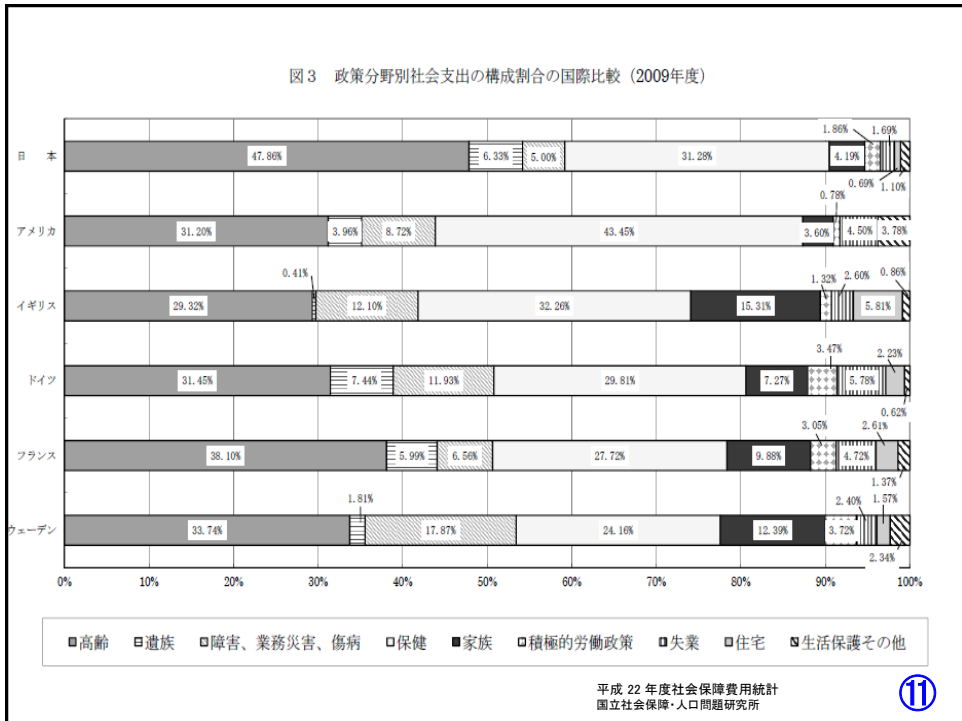 図3 政策分野別社会支出の構成割合の国際比較（2009年度）
1.86% 1.69%
日 本 47.86% 6.33% 5.00% 31.28% 4.19%
0.69% 1.10%
0.78%
アメリカ 31.20% 3.96% 8.72% 43.45% 3.60% 4.50% 3.78%
0.41% 1.32% 2.60% 0.86%
イギリス 29.32% 12.10% 32.26% 15.31% 5.81%
3.47% 2.23%
ドイツ 31.45% 7.44% 11.93% 29.81% 7.27% 5.78%
0.62%
3.05% 2.61%
フランス 38.10% 5.99% 6.56% 27.72% 9.88% 4.72%
1.37%
1.81% 2.40% 1.57%
ウェーデン 33.74% 17.87% 24.16% 12.39% 3.72%
2.34%
0% 10% 20% 30% 40% 50% 60% 70% 80% 90% 100%
高齢 遺族 障害、業務災害、傷病 保健 家族 積極的労働政策 失業 住宅 生活保護その他
平成 22 年度社会保障費用統計
国立社会保障・人口問題研究所
⑪